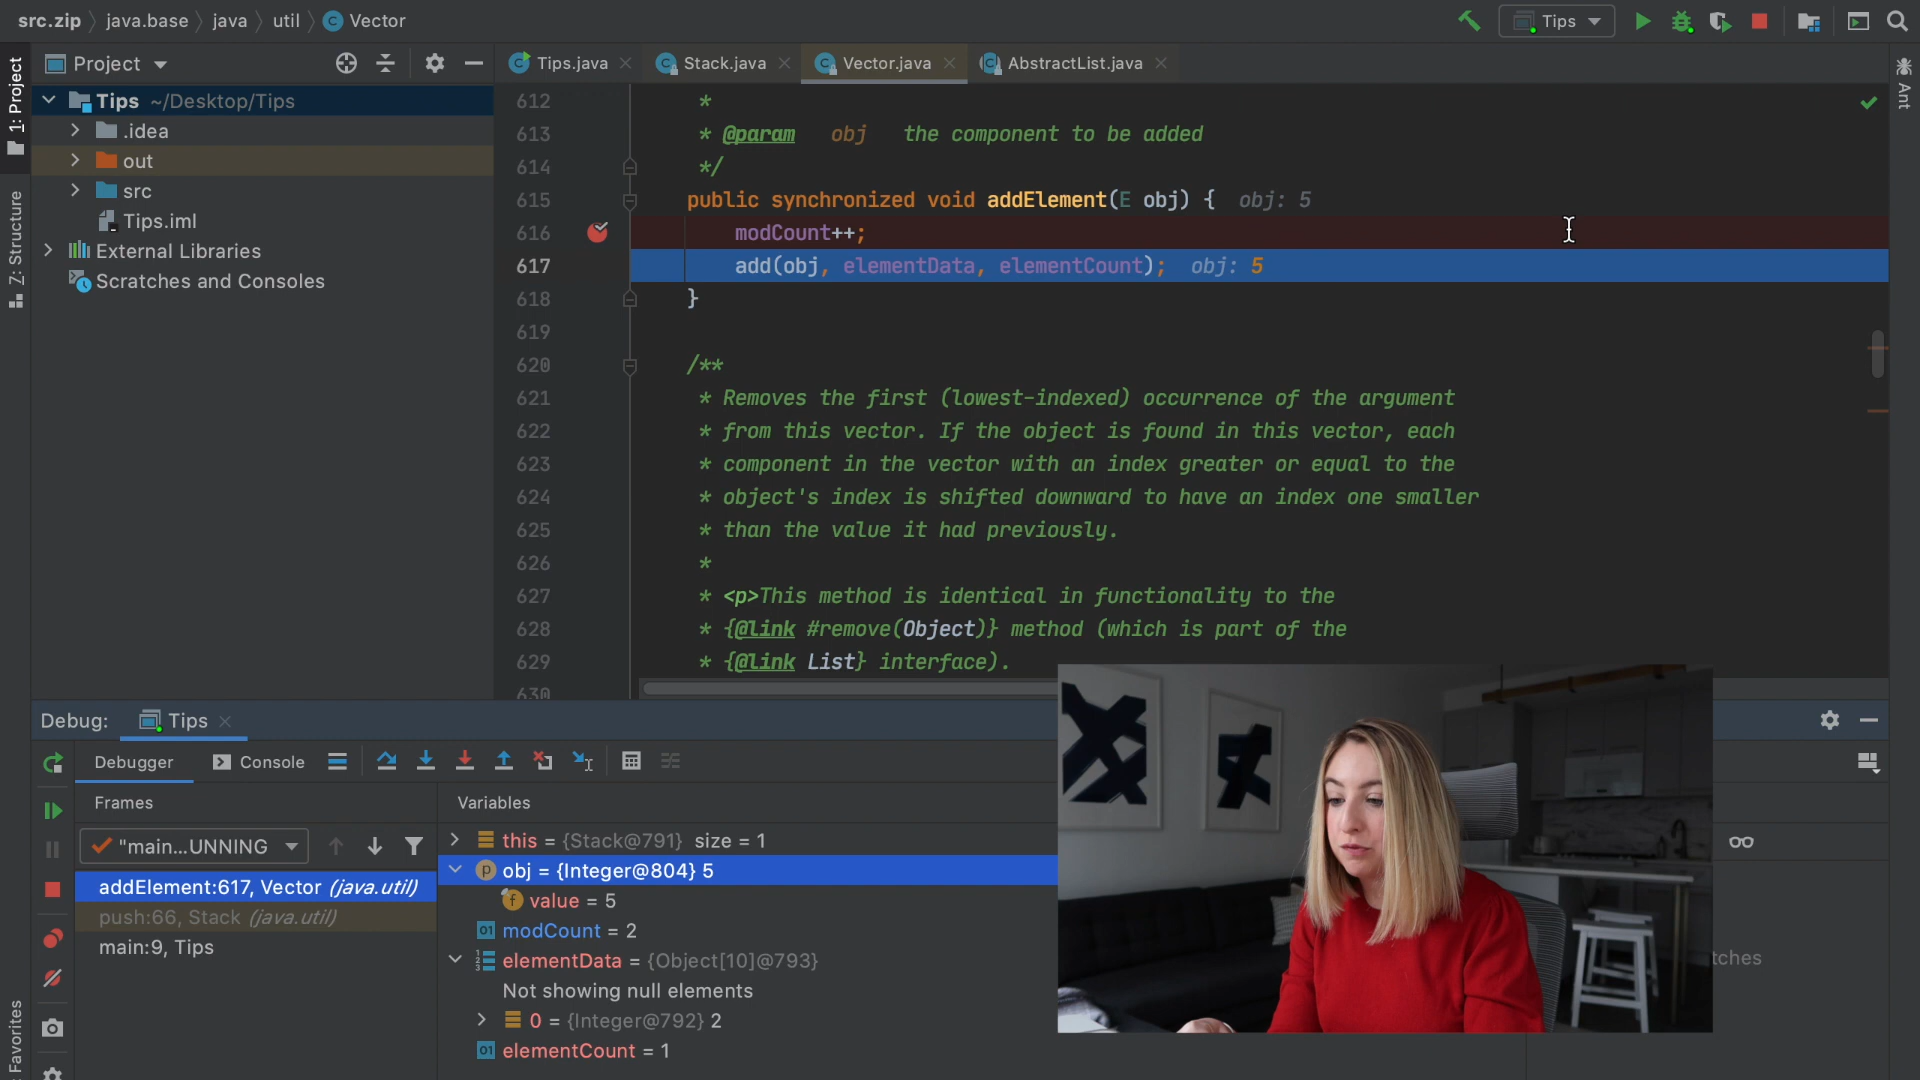 src.zip java.base java util Vector
Tips
1: Project
Z: Structure
Favorites
Ant
Project
Tips ~/Desktop/Tips
.idea
out
src
Tips.iml
External Libraries
Scratches and Consoles
Tips.java Stack.java Vector.java AbstractList.java
612 *
613 * @param obj the component to be added
614 */
615 public synchronized void addElement(E obj) { obj: 5
616 modCount++;
617 add(obj, elementData, elementCount); obj: 5
618 }
619
620 /**
621 * Removes the first (lowest-indexed) occurrence of the argument
622 * from this vector. If the object is found in this vector, each
623 * component in the vector with an index greater or equal to the
624 * object's index is shifted downward to have an index one smaller
625 * than the value it had previously.
626 *
627 * <p>This method is identical in functionality to the
628 * {@link #remove(Object)} method (which is part of the
629 * {@link List} interface).
630
Debug: Tips
Debugger Console
Frames
"main...UNNING
addElement:617, Vector (java.util)
push:66, Stack (java.util)
main:9, Tips
Variables
this = {Stack@791} size = 1
obj = {Integer@804} 5
value = 5
modCount = 2
elementData = {Object[10]@793}
Not showing null elements
0 = {Integer@792} 2
elementCount = 1
tches